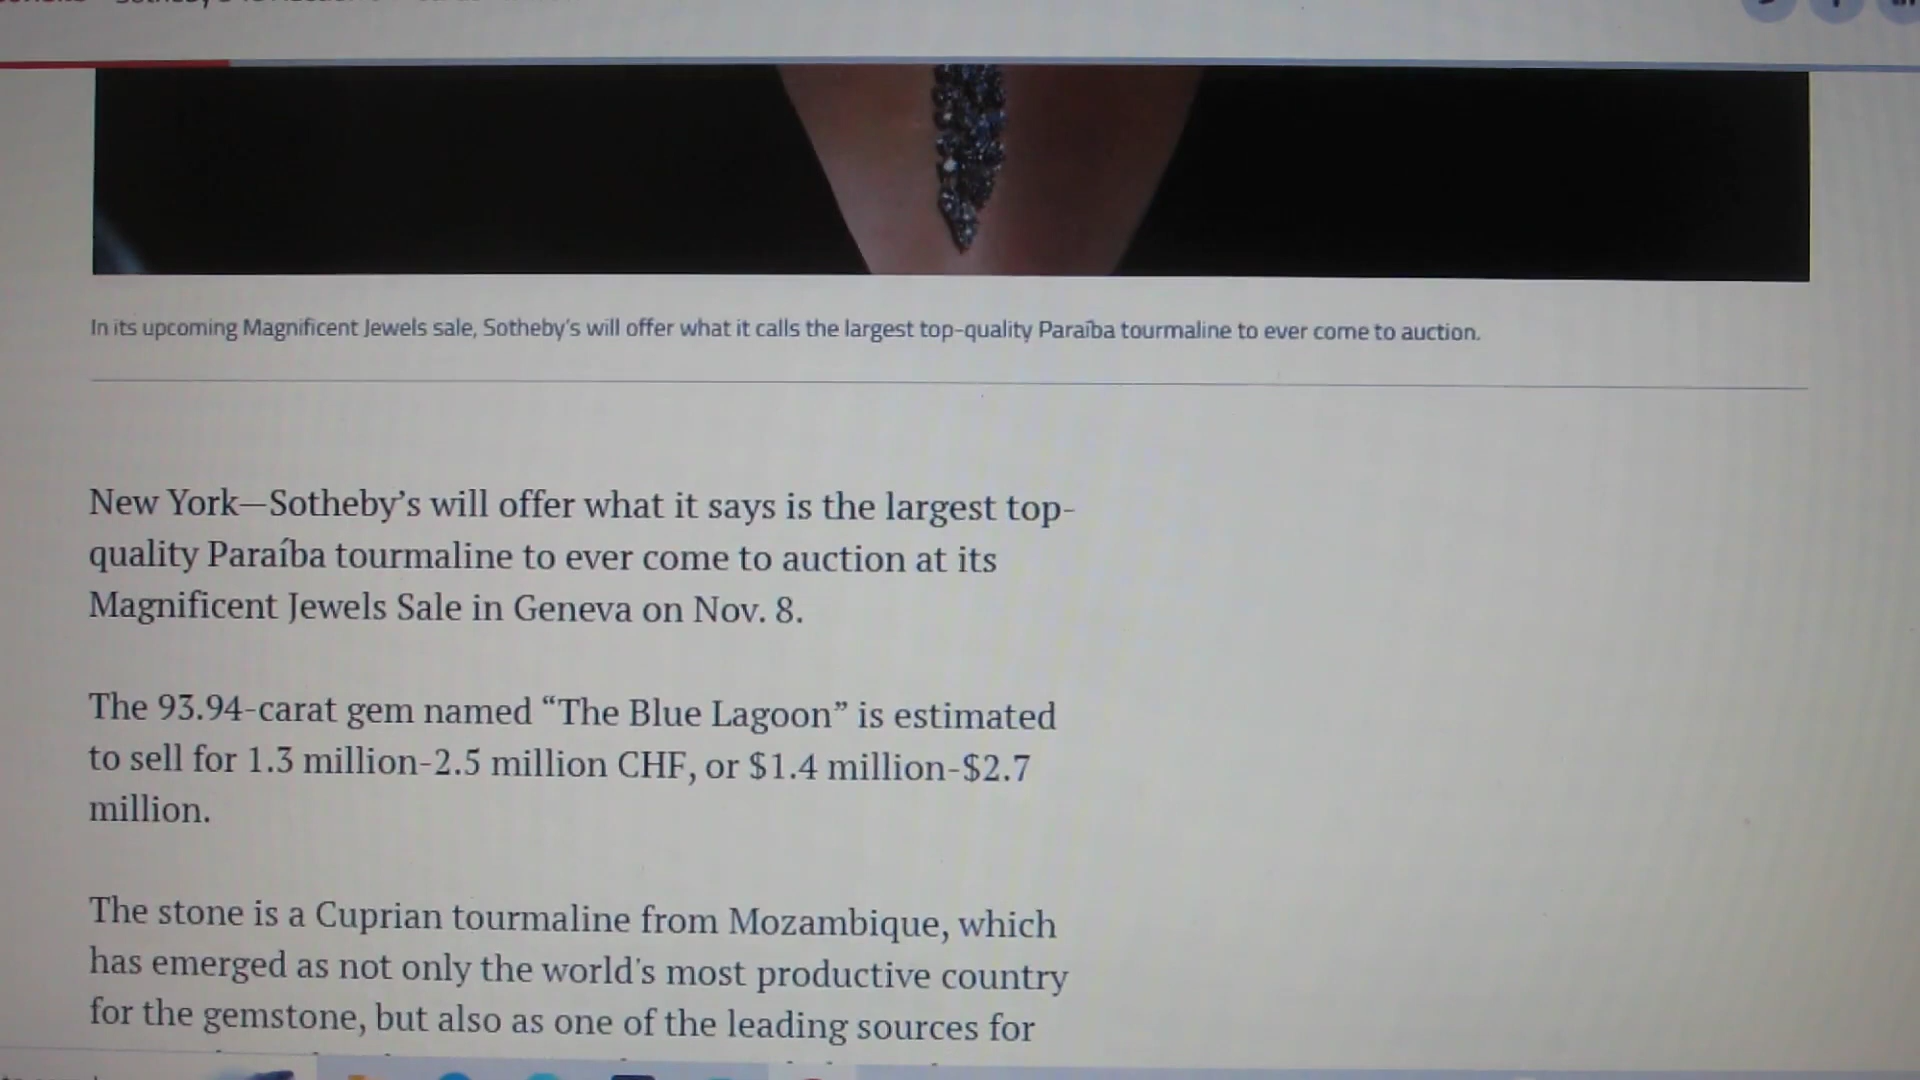 In its upcoming Magnificent Jewels sale, Sotheby's will offer what it calls the largest top-quality Paraíba tourmaline to ever come to auction.
New York—Sotheby’s will offer what it says is the largest top-
quality Paraíba tourmaline to ever come to auction at its
Magnificent Jewels Sale in Geneva on Nov. 8.
The 93.94-carat gem named “The Blue Lagoon” is estimated
to sell for 1.3 million-2.5 million CHF, or $1.4 million-$2.7
million.
The stone is a Cuprian tourmaline from Mozambique, which
has emerged as not only the world's most productive country
for the gemstone, but also as one of the leading sources for